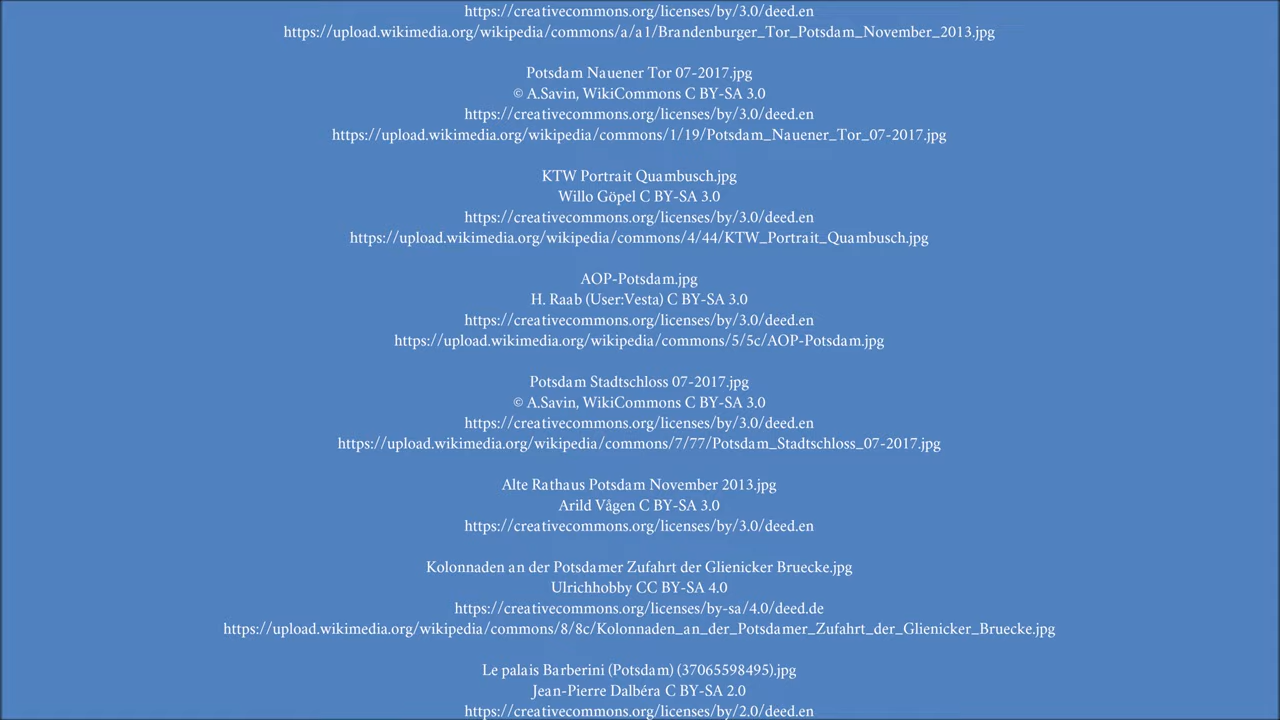 https://creativecommons.org/licenses/by/3.0/deed.en
https://upload.wikimedia.org/wikipedia/commons/a/a1/Brandenburger_Tor_Potsdam_November_2013.jpg
Potsdam Nauener Tor 07-2017.jpg
© A.Savin, WikiCommons C BY-SA 3.0
https://creativecommons.org/licenses/by/3.0/deed.en
https://upload.wikimedia.org/wikipedia/commons/1/19/Potsdam_Nauener_Tor_07-2017.jpg
KTW Portrait Quambusch.jpg
Willo Göpel C BY-SA 3.0
https://creativecommons.org/licenses/by/3.0/deed.en
https://upload.wikimedia.org/wikipedia/commons/4/44/KTW_Portrait_Quambusch.jpg
AOP-Potsdam.jpg
H. Raab (User:Vesta) C BY-SA 3.0
https://creativecommons.org/licenses/by/3.0/deed.en
https://upload.wikimedia.org/wikipedia/commons/5/5c/AOP-Potsdam.jpg
Potsdam Stadtschloss 07-2017.jpg
© A.Savin, WikiCommons C BY-SA 3.0
https://creativecommons.org/licenses/by/3.0/deed.en
https://upload.wikimedia.org/wikipedia/commons/7/77/Potsdam_Stadtschloss_07-2017.jpg
Alte Rathaus Potsdam November 2013.jpg
Arild Vågen C BY-SA 3.0
https://creativecommons.org/licenses/by/3.0/deed.en
Kolonnaden an der Potsdamer Zufahrt der Glienicker Bruecke.jpg
Ulrichhobby CC BY-SA 4.0
https://creativecommons.org/licenses/by-sa/4.0/deed.de
https://upload.wikimedia.org/wikipedia/commons/8/8c/Kolonnaden_an_der_Potsdamer_Zufahrt_der_Glienicker_Bruecke.jpg
Le palais Barberini (Potsdam) (37065598495).jpg
Jean-Pierre Dalbéra C BY-SA 2.0
https://creativecommons.org/licenses/by/2.0/deed.en